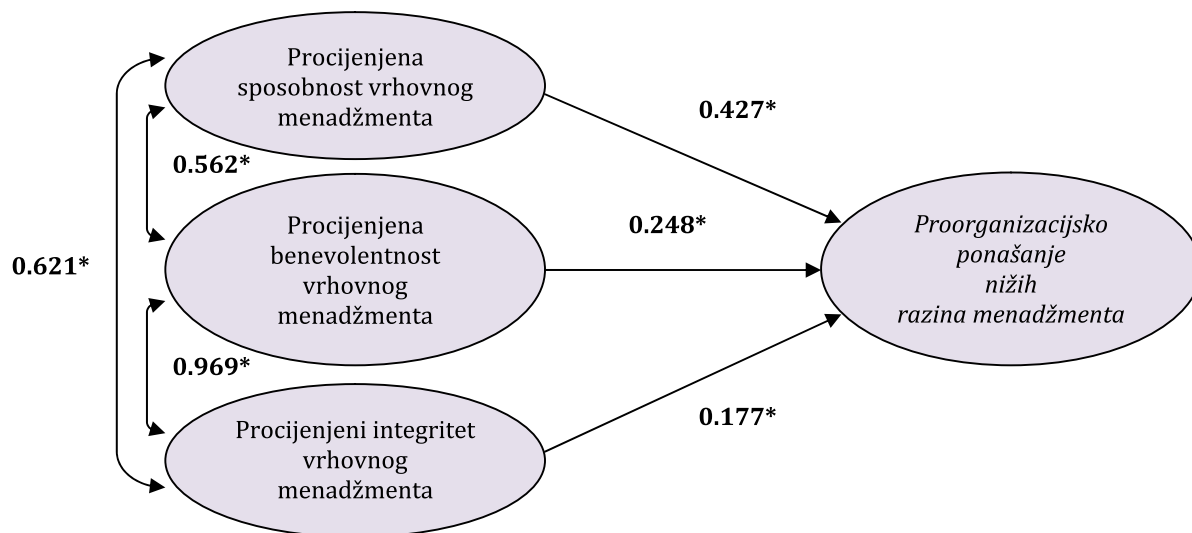 Procijenjena
sposobnost vrhovnog
menadžmenta
0.427*
0.562*
Procijenjena
benevolentnost
vrhovnog
menadžmenta
0.248*
Proorganizacijsko
ponašanje
nižih
razina menadžmenta
0.621*
0.969*
Procijenjeni integritet
vrhovnog
menadžmenta
0.177*